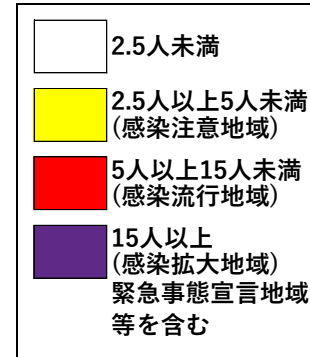 2.5人未満
2.5人以上5人未満
(感染注意地域)
5人以上15人未満
(感染流行地域)
15人以上
(感染拡大地域)
緊急事態宣言地域
等を含む